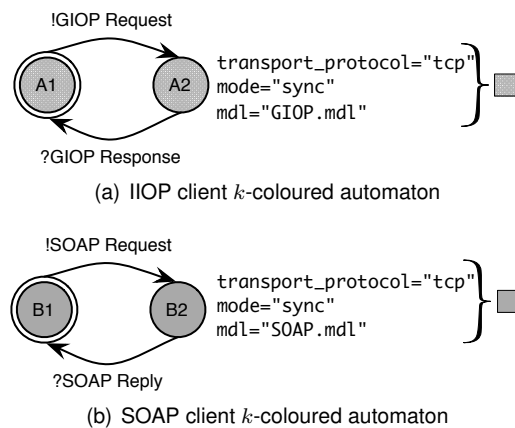 !GIOP Request
A1
A2
transport_protocol="tcp"
mode="sync"
mdl="GIOP.mdl"
?GIOP Response
(a) IIOP client k-coloured automaton
!SOAP Request
B1
B2
transport_protocol="tcp"
mode="sync"
mdl="SOAP.mdl"
?SOAP Reply
(b) SOAP client k-coloured automaton